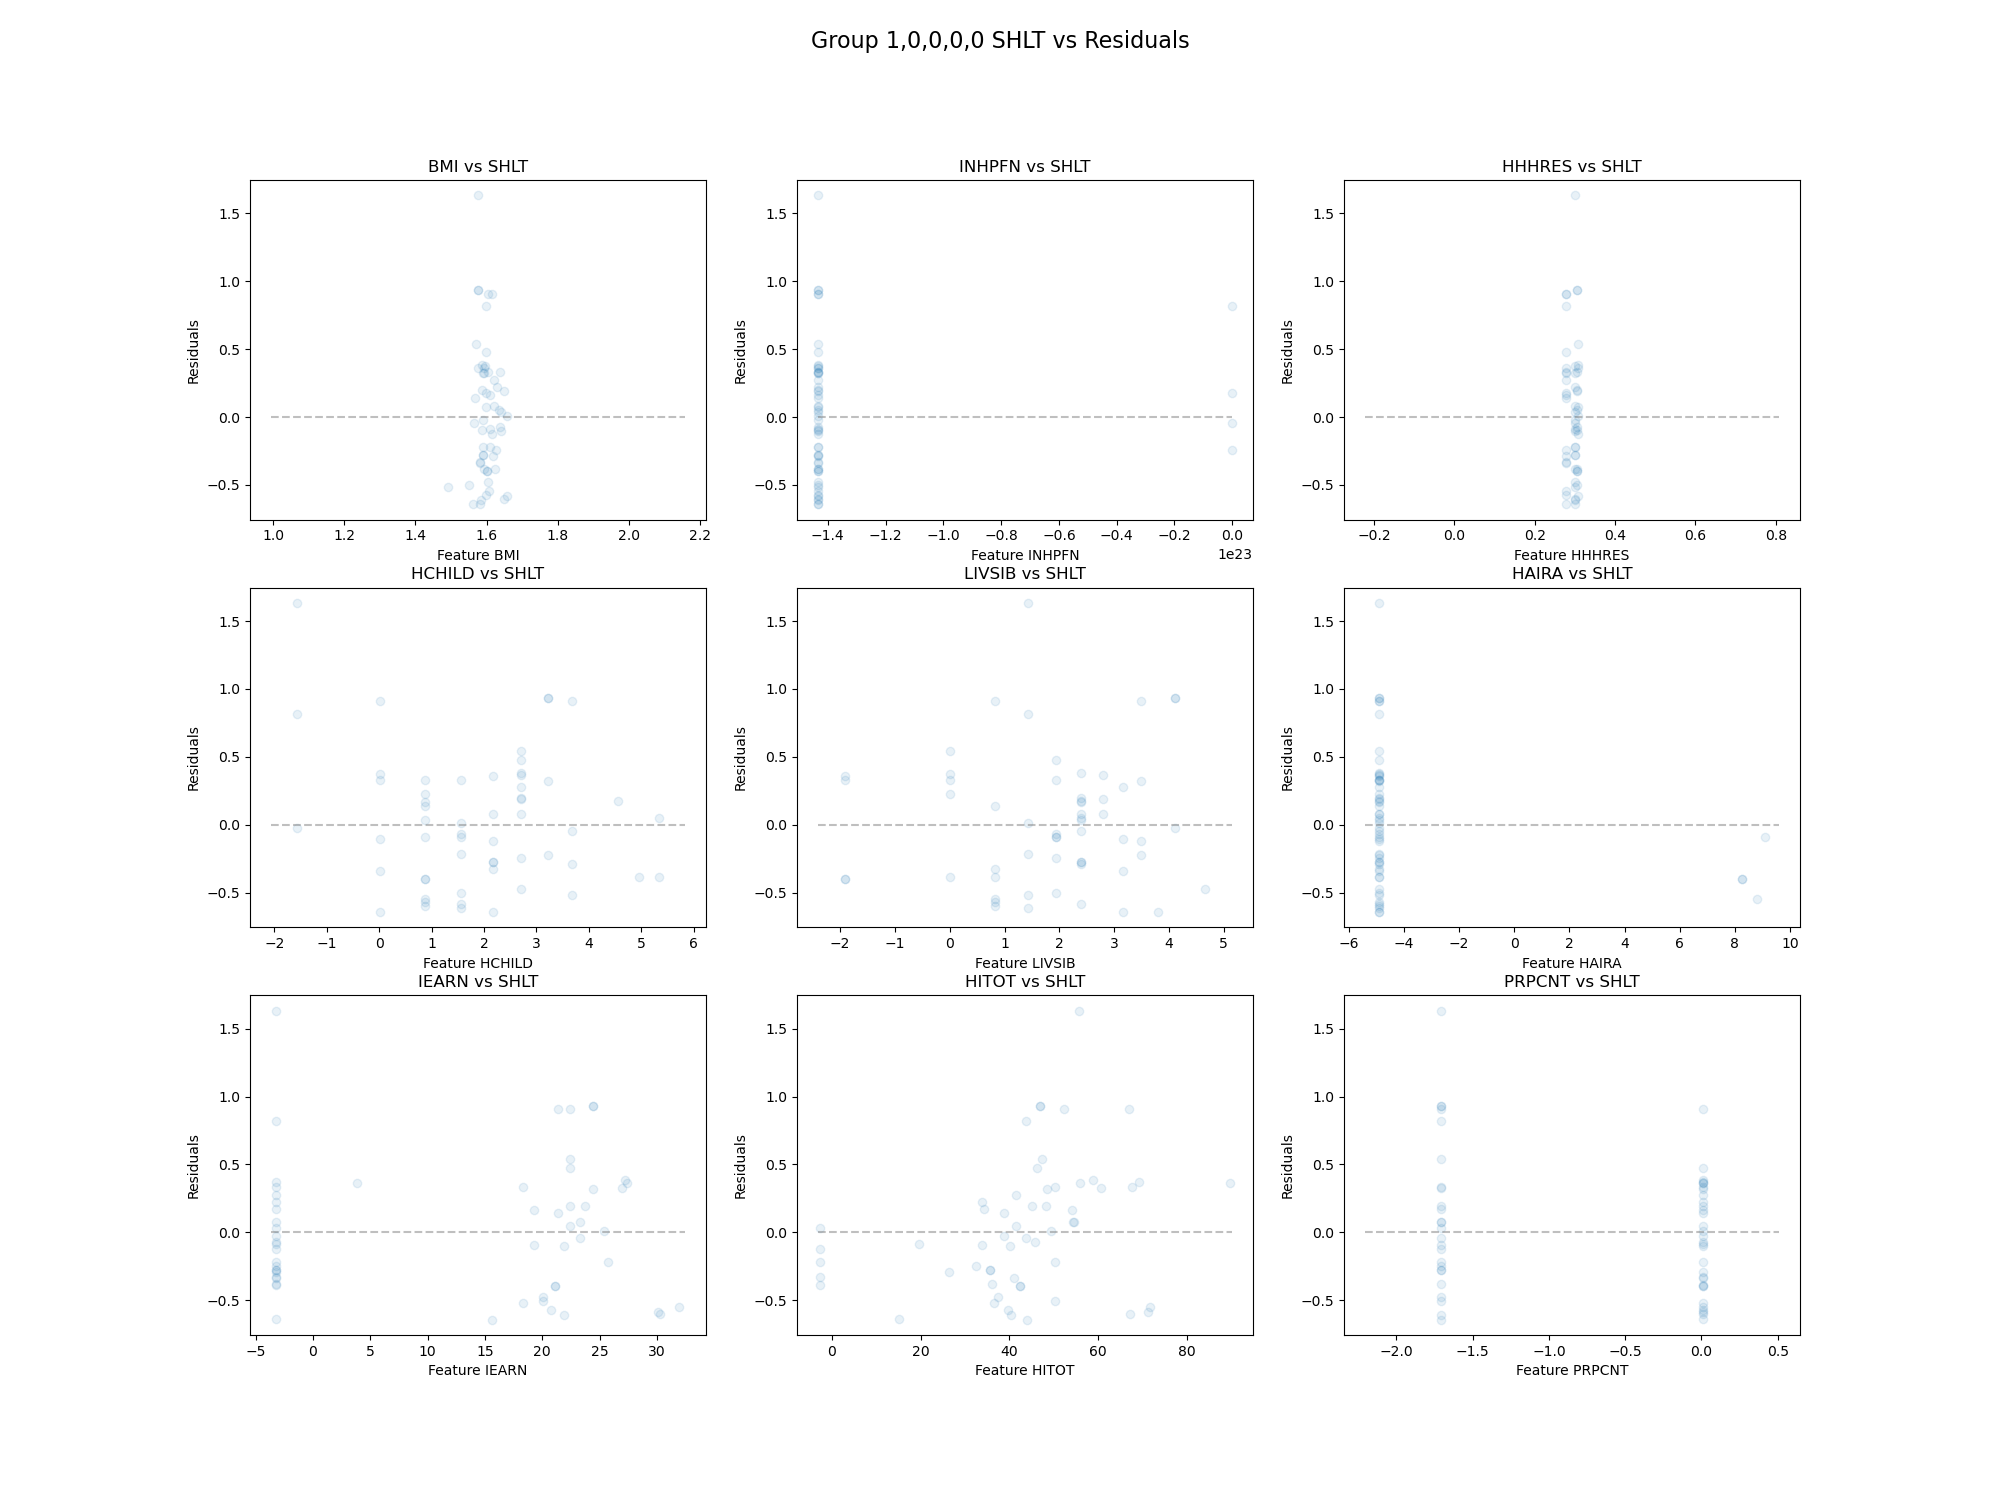 Group 1,0,0,0,0 SHLT vs Residuals
BMI vs SHLT
Residuals
1.5
1.0
0.5
0.0
−0.5
1.0 1.2 1.4 1.6 1.8 2.0 2.2
Feature BMI
INHPFN vs SHLT
Residuals
1.5
1.0
0.5
0.0
−0.5
−1.4 −1.2 −1.0 −0.8 −0.6 −0.4 −0.2 0.0
Feature INHPFN
1e23
HHHRES vs SHLT
Residuals
1.5
1.0
0.5
0.0
−0.5
−0.2 0.0 0.2 0.4 0.6 0.8
Feature HHHRES
HCHILD vs SHLT
Residuals
1.5
1.0
0.5
0.0
−0.5
−2 −1 0 1 2 3 4 5 6
Feature HCHILD
LIVSIB vs SHLT
Residuals
1.5
1.0
0.5
0.0
−0.5
−2 −1 0 1 2 3 4 5
Feature LIVSIB
HAIRA vs SHLT
Residuals
1.5
1.0
0.5
0.0
−0.5
−6 −4 −2 0 2 4 6 8 10
Feature HAIRA
IEARN vs SHLT
Residuals
1.5
1.0
0.5
0.0
−0.5
−5 0 5 10 15 20 25 30
Feature IEARN
HITOT vs SHLT
Residuals
1.5
1.0
0.5
0.0
−0.5
0 20 40 60 80
Feature HITOT
PRPCNT vs SHLT
Residuals
1.5
1.0
0.5
0.0
−0.5
−2.0 −1.5 −1.0 −0.5 0.0 0.5
Feature PRPCNT